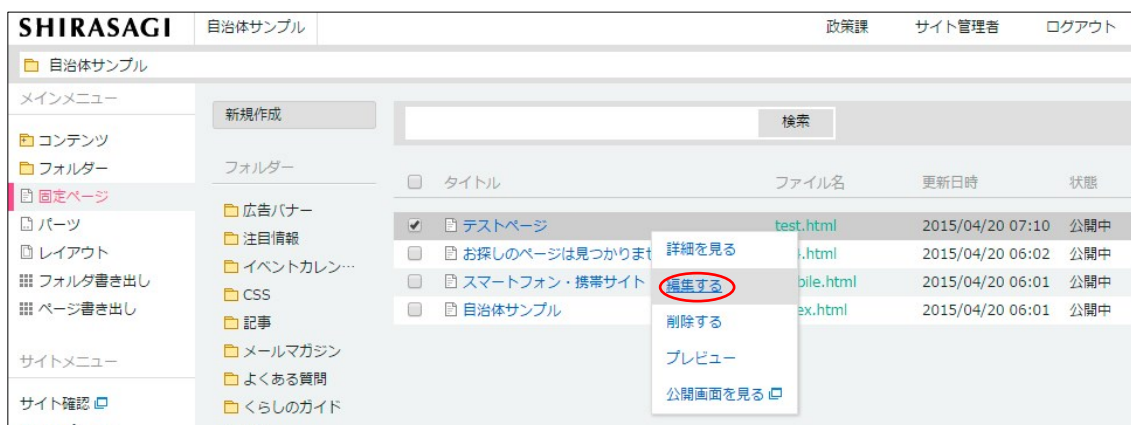 SHIRASAGI 自治体サンプル 政策課 サイト管理者 ログアウト
自治体サンプル
メインメニュー
コンテンツ
フォルダー
固定ページ
パーツ
レイアウト
フォルダ書き出し
ページ書き出し
サイトメニュー
サイト確認
新規作成
フォルダー
広告バナー
注目情報
イベントカレン…
CSS
記事
メールマガジン
よくある質問
くらしのガイド
検索
タイトル ファイル名 更新日時 状態
テストページ test.html 2015/04/20 07:10 公開中
お探しのページは見つかりませ .html 2015/04/20 06:02 公開中
スマートフォン・携帯サイト bile.html 2015/04/20 06:01 公開中
自治体サンプル ex.html 2015/04/20 06:01 公開中
詳細を見る
編集する
削除する
プレビュー
公開画面を見る